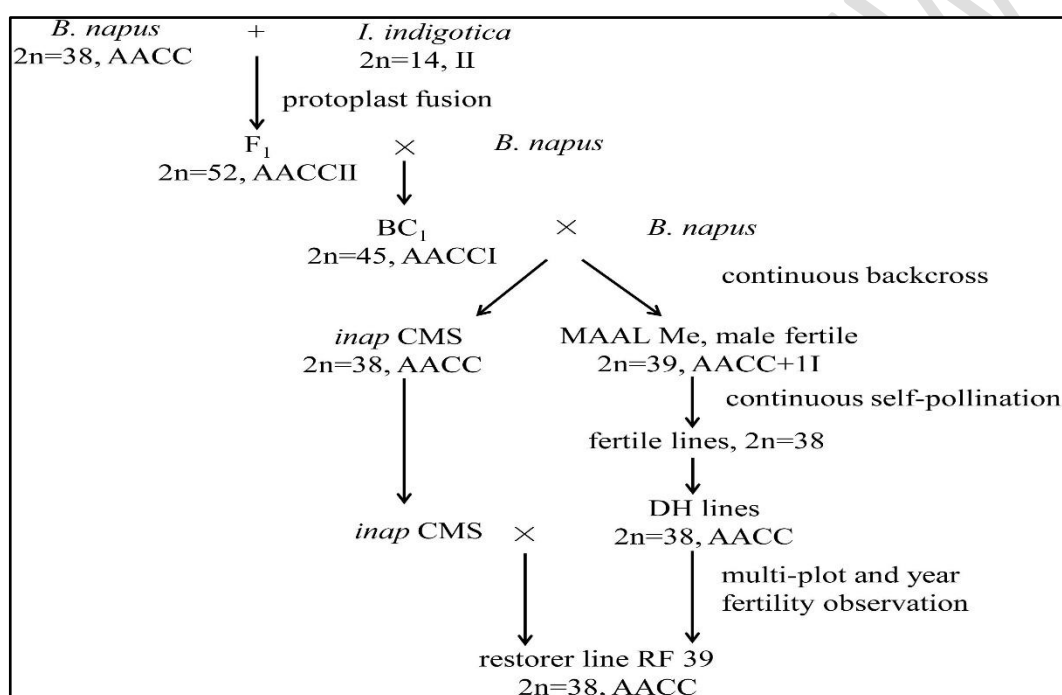 B. napus + I. indigotica
2n=38, AACC 2n=14, II
protoplast fusion
F1 × B. napus
2n=52, AACCII
BC1 × B. napus
2n=45, AACCI
continuous backcross
inap CMS MAAL Me, male fertile
2n=38, AACC 2n=39, AACC+1I
continuous self-pollination
fertile lines, 2n=38
DH lines
inap CMS × 2n=38, AACC
multi-plot and year
fertility observation
restorer line RF 39
2n=38, AACC